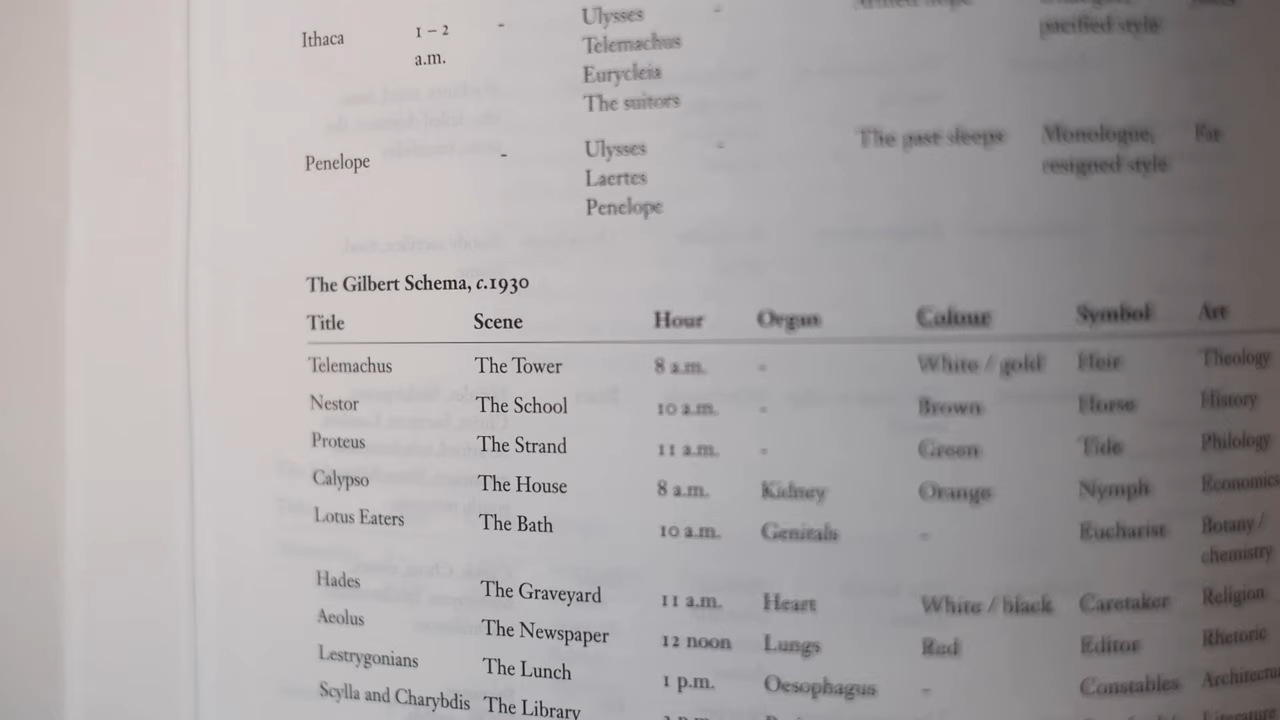 Ulysses -
pacified style
Ithaca 1 – 2 - Telemachus
a.m. Eurycleia
The suitors
Penelope - Ulysses - The past sleeps Monologue, Fat
Laertes resigned style
Penelope
The Gilbert Schema, c.1930
Title Scene Hour Organ Colour Symbol Art
Telemachus The Tower 8 a.m. - White / gold Heir Theology
Nestor The School 10 a.m. - Brown Horse History
Proteus The Strand 11 a.m. - Green Tide Philology
Calypso The House 8 a.m. Kidney Orange Nymph Economics
Lotus Eaters The Bath 10 a.m. Genitals - Eucharist Botany /
chemistry
Hades The Graveyard 11 a.m. Heart White / black Caretaker Religion
Aeolus The Newspaper 12 noon Lungs Red Editor Rhetoric
Lestrygonians The Lunch 1 p.m. Oesophagus - Constables
Scylla and Charybdis The Library